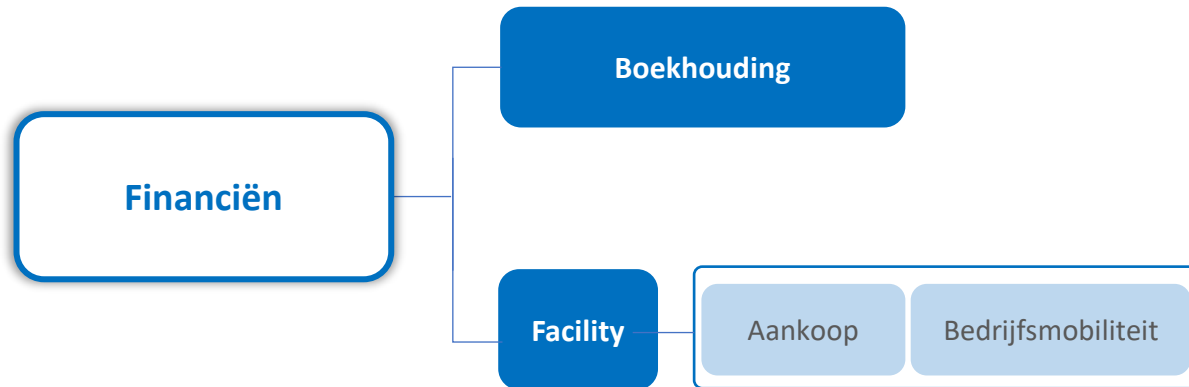 Boekhouding
Financiën
Facility
Aankoop
Bedrijfsmobiliteit